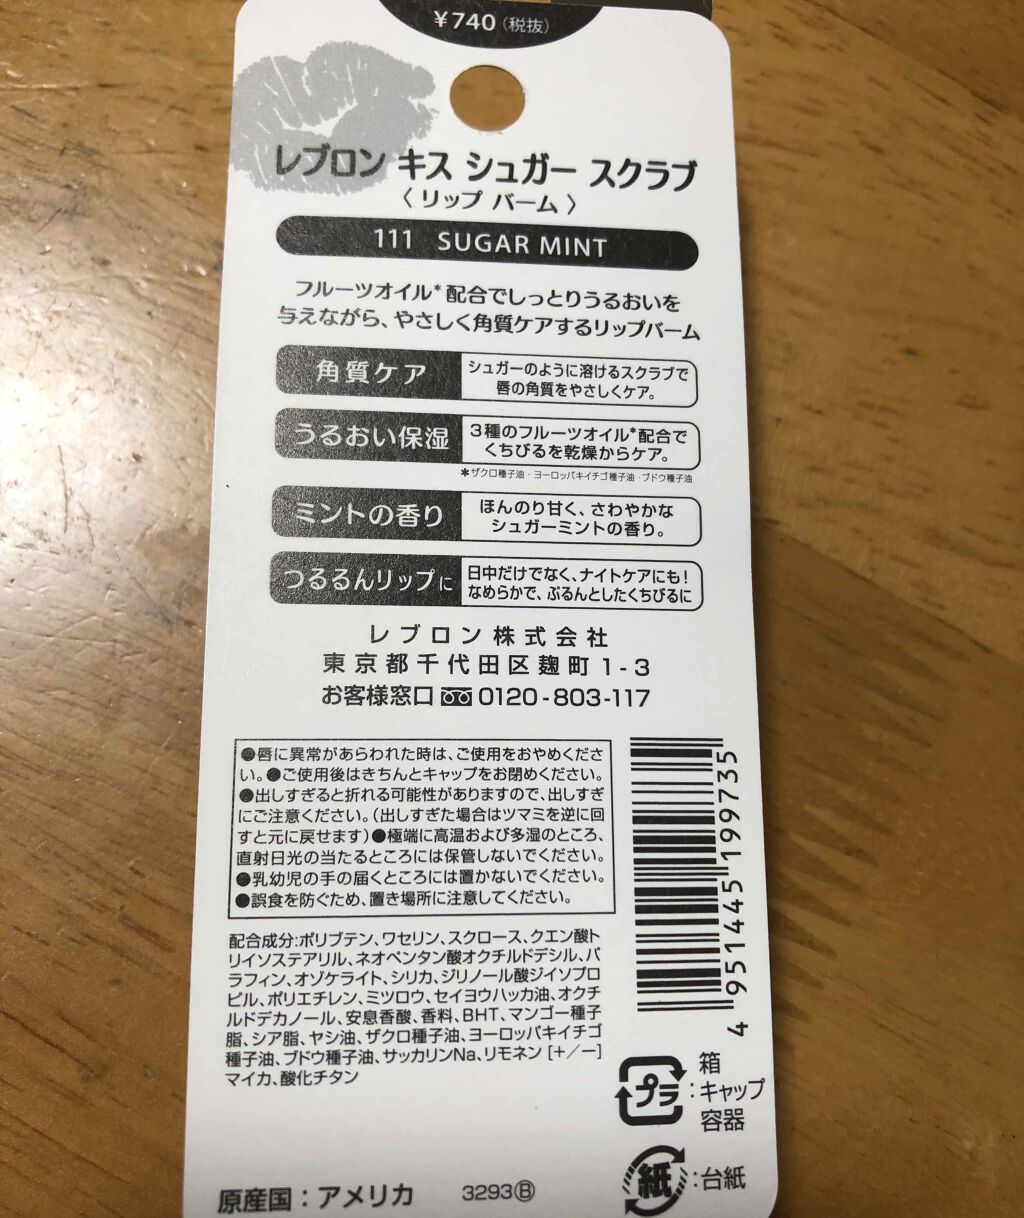 ¥740(税抜)
レブロン キス シュガー スクラブ
〈リップ バーム〉
111 SUGAR MINT
フルーツオイル*配合でしっとりうるおいを
与えながら、やさしく角質ケアするリップバーム
角質ケア
シュガーのように溶けるスクラブで
唇の角質をやさしくケア。
うるおい保湿
3種のフルーツオイル*配合で
くちびるを乾燥からケア。
*ザクロ種子油・ヨーロッパキイチゴ種子油・ブドウ種子油
ミントの香り
ほんのり甘く、さわやかな
シュガーミントの香り。
つるるんリップに
日中だけでなく、ナイトケアにも!
なめらかで、ぷるんとしたくちびるに
レブロン株式会社
東京都千代田区麹町1-3
お客様窓口 0120-803-117
●唇に異常があらわれた時は、ご使用をおやめくださ
い。●ご使用後はきちんとキャップをお閉めください。
●出しすぎると折れる可能性がありますので、出しすぎ
にご注意ください。(出しすぎた場合はツマミを逆に回
すと元に戻せます)●極端に高温および多湿のところ、
直射日光の当たるところには保管しないでください。
●乳幼児の手の届くところには置かないでください。
●誤食を防ぐため、置き場所に注意してください。
配合成分:ポリブテン、ワセリン、スクロース、クエン酸ト
リイソステアリル、ネオペンタン酸オクチルドデシル、パ
ラフィン、オゾケライト、シリカ、ジリノール酸ジイソプロ
ピル、ポリエチレン、ミツロウ、セイヨウハッカ油、オクチ
ルドデカノール、安息香酸、香料、BHT、マンゴー種子
脂、シア脂、ヤシ油、ザクロ種子油、ヨーロッパキイチゴ
種子油、ブドウ種子油、サッカリンNa、リモネン [+/ー]
マイカ、酸化チタン
4 951445 199735
プラ:箱
キャップ
容器
紙:台紙
原産国:アメリカ 3293Ⓑ